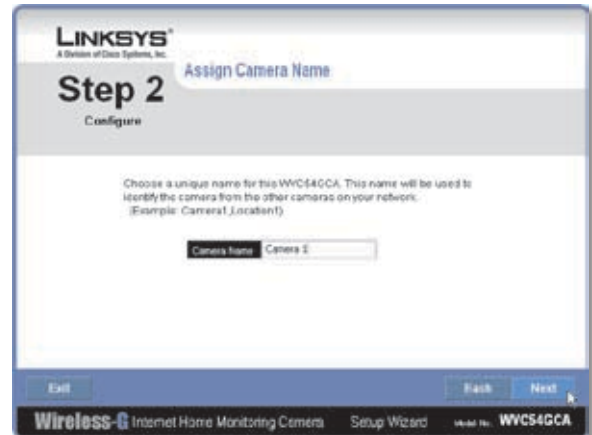 LINKSYS®
A Division of Cisco Systems, Inc.
Assign Camera Name
Step 2
Configure
Choose a unique name for this WVC54GCA. This name will be used to
identify the camera from the other cameras on your network.
(Example: Camera1,Location1)
Camera Name
Camera
Exit
Back
Next
Wireless-G Internet Home Monitoring Camera
Setup Wizard
Model No. WVC54GCA